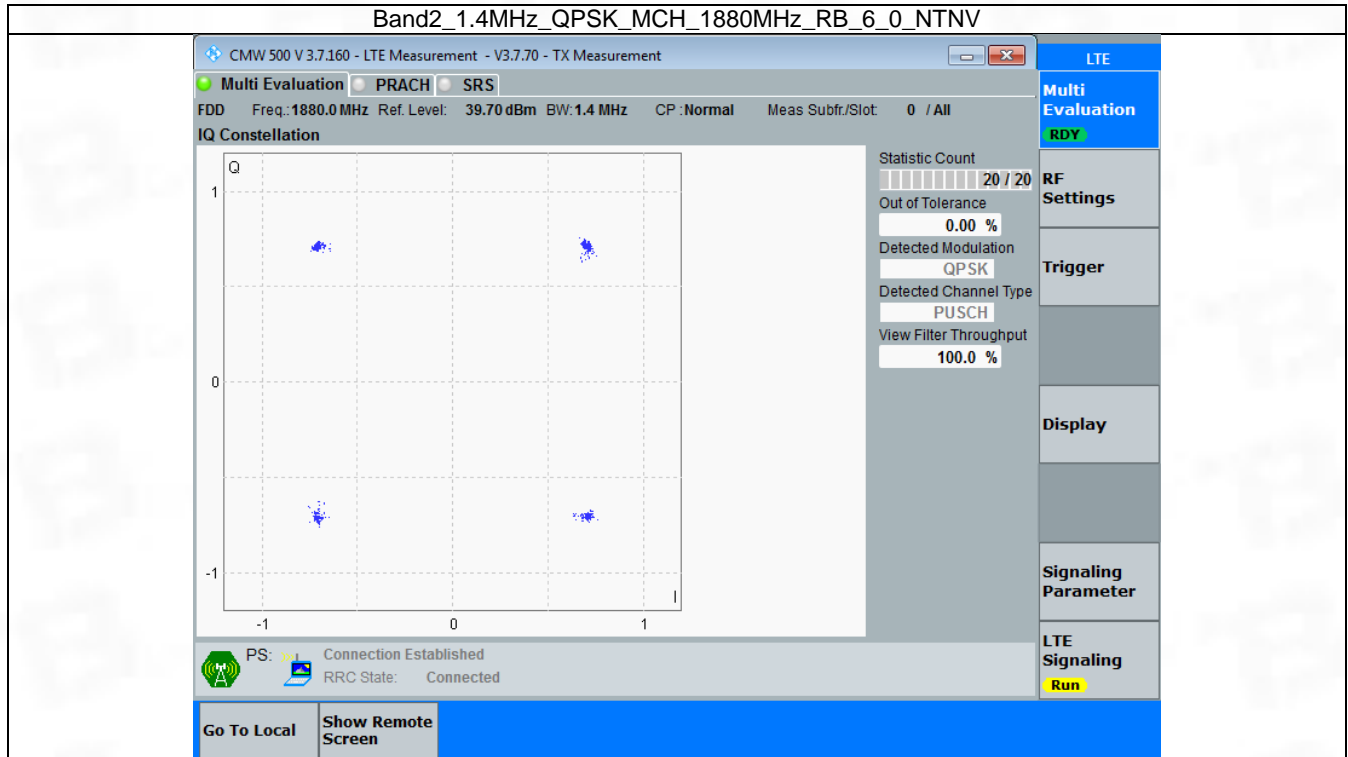 Band2_1.4MHz_QPSK_MCH_1880MHz_RB_6_0_NTNV
CMW 500 V 3.7.160 - LTE Measurement - V3.7.70 - TX Measurement
LTE
Multi Evaluation PRACH SRS
FDD Freq.:1880.0 MHz Ref. Level: 39.70 dBm BW:1.4 MHz CP :Normal Meas Subfr./Slot: 0 / All
IQ Constellation
Q
1
0
-1
I
-1 0 1
Statistic Count
20 / 20
Out of Tolerance
0.00 %
Detected Modulation
QPSK
Detected Channel Type
PUSCH
View Filter Throughput
100.0 %
Multi
Evaluation
RDY
RF
Settings
Trigger
Display
Signaling
Parameter
LTE
Signaling
Run
PS: Connection Established
RRC State: Connected
Go To Local
Show Remote
Screen